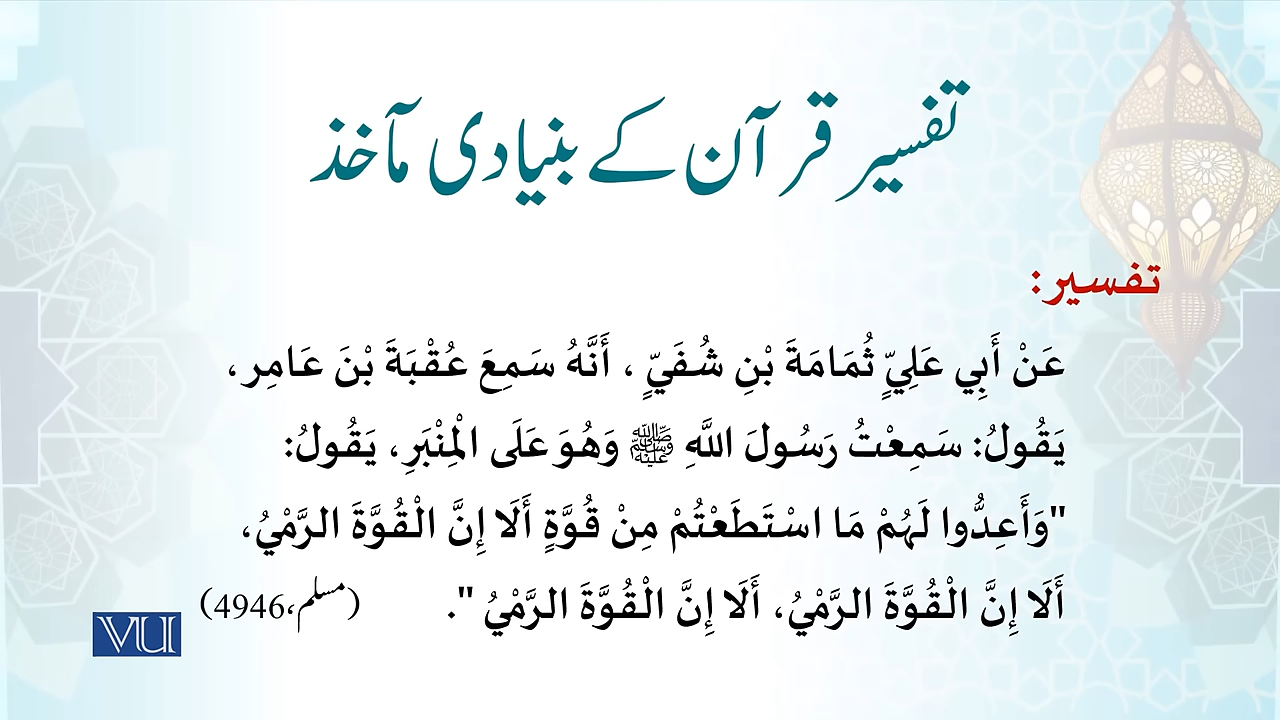 تفسیر قرآن کے بنیادی مآخذ
تفسیر:
عَنْ أَبِي عَلِيٍّ ثُمَامَةَ بْنِ شُفَيٍّ ، أَنَّهُ سَمِعَ عُقْبَةَ بْنَ عَامِر،
يَقُولُ: سَمِعْتُ رَسُولَ اللَّهِ ﷺ وَهُوَ عَلَى الْمِنْبَرِ، يَقُولُ:
"وَأَعِدُّوا لَهُمْ مَا اسْتَطَعْتُمْ مِنْ قُوَّةٍ أَلَا إِنَّ الْقُوَّةَ الرَّمْيُ،
أَلَا إِنَّ الْقُوَّةَ الرَّمْيُ، أَلَا إِنَّ الْقُوَّةَ الرَّمْيُ ". (مسلم،4946)
VU